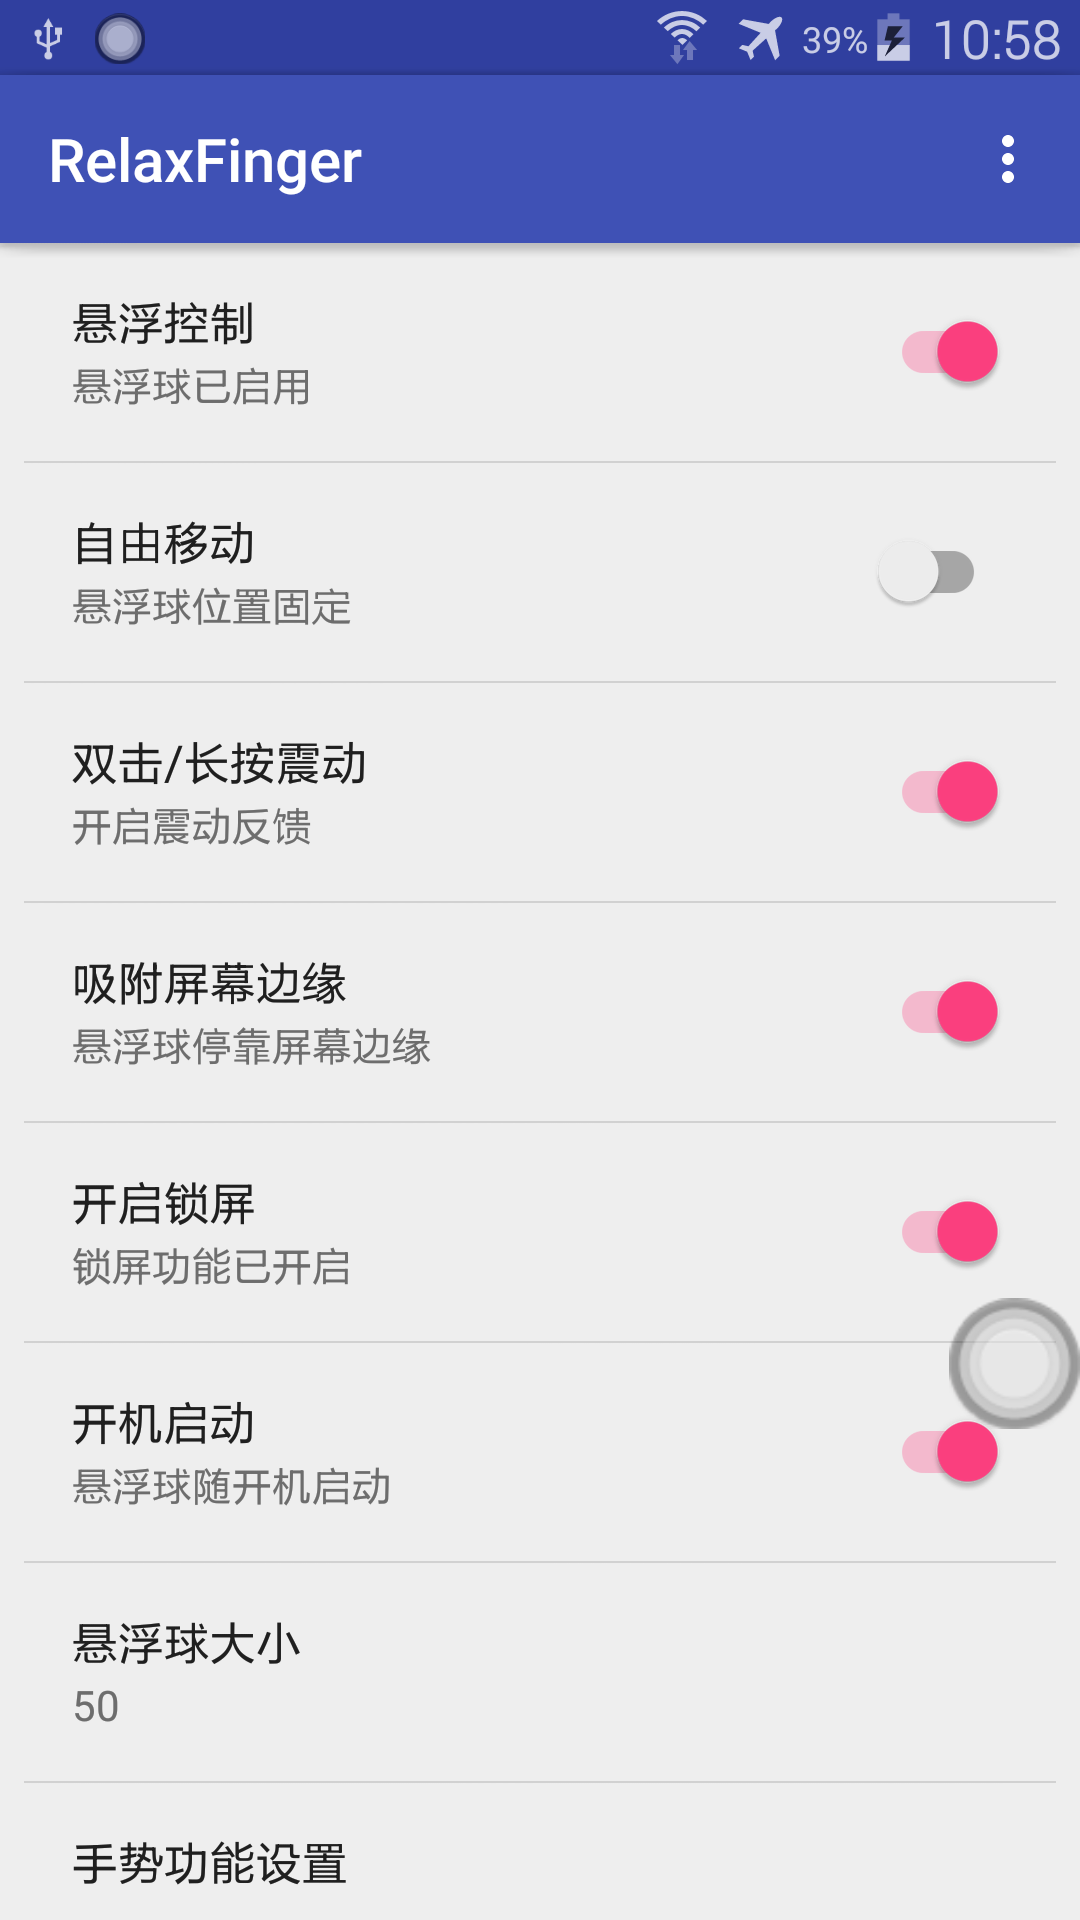 39% 10:58
RelaxFinger
悬浮控制
悬浮球已启用
自由移动
悬浮球位置固定
双击/长按震动
开启震动反馈
吸附屏幕边缘
悬浮球停靠屏幕边缘
开启锁屏
锁屏功能已开启
开机启动
悬浮球随开机启动
悬浮球大小
50
手势功能设置